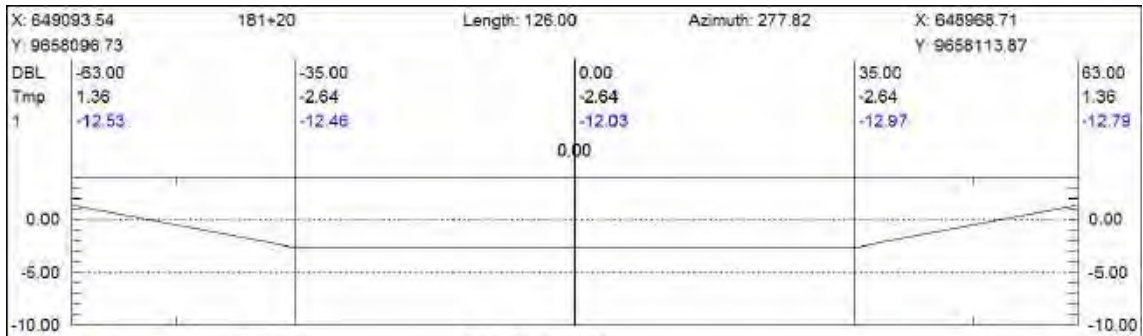 X: 649093.54 181+20 Length: 126.00 Azimuth: 277.82 X: 648968.71
Y: 9658096.73 Y: 9658113.87
DBL -63.00 -35.00 0.00 35.00 63.00
Tmp 1.36 -2.64 -2.64 -2.64 1.36
1 -12.53 -12.46 -12.03 -12.97 -12.79
0.00
0.00 0.00
-5.00 -5.00
-10.00 -10.00